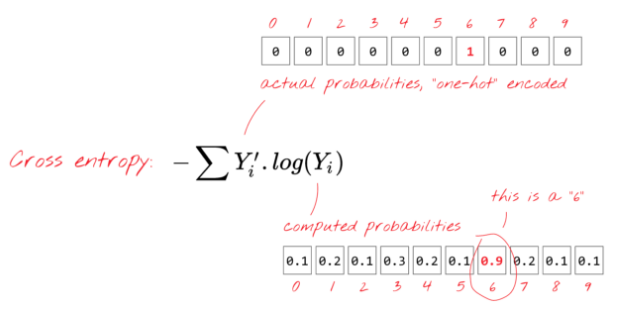 0 1 2 3 4 5 6 7 8 9
0 0 0 0 0 0 1 0 0 0
actual probabilities, "one-hot" encoded
Cross entropy: − ∑ Y′ᵢ . log(Yᵢ)
this is a "6"
computed probabilities
0.1 0.2 0.1 0.3 0.2 0.1 0.9 0.2 0.1 0.1
0 1 2 3 4 5 6 7 8 9